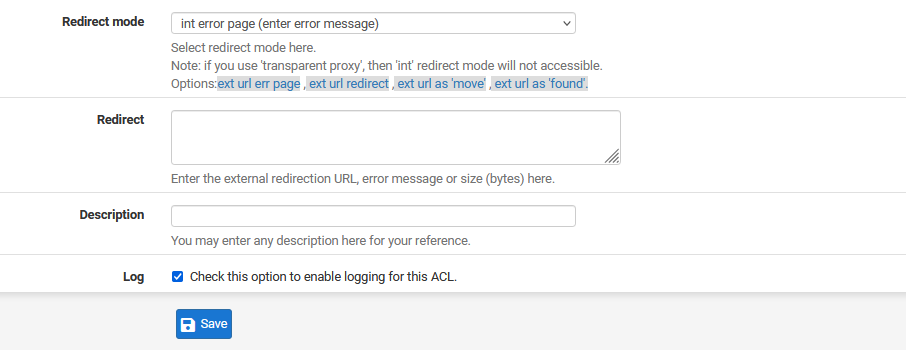 Redirect mode
int error page (enter error message)
Select redirect mode here.
Note: if you use 'transparent proxy', then 'int' redirect mode will not accessible.
Options:ext url err page , ext url redirect , ext url as 'move' , ext url as 'found'.
Redirect
Enter the external redirection URL, error message or size (bytes) here.
Description
You may enter any description here for your reference.
Log
Check this option to enable logging for this ACL.
Save